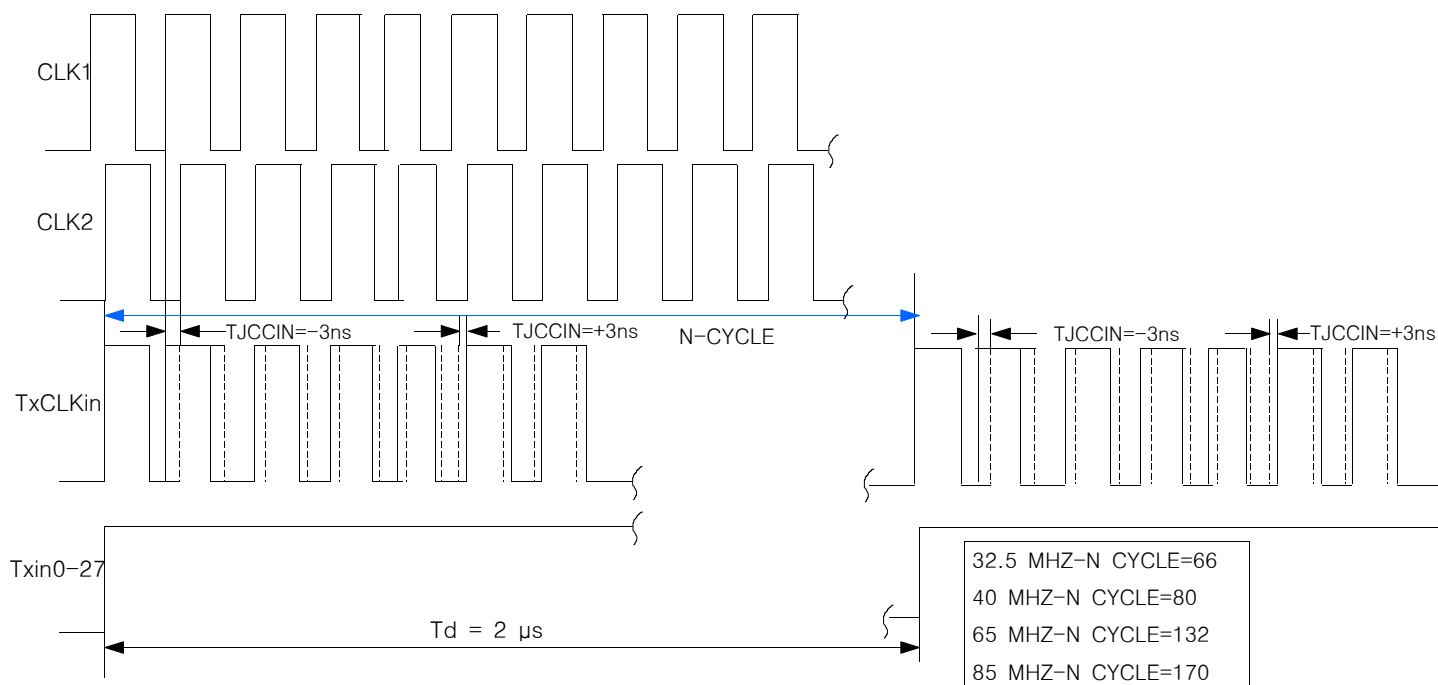 CLK1
CLK2
TJCCIN=-3ns
TJCCIN=+3ns
N-CYCLE
TJCCIN=-3ns
TJCCIN=+3ns
TxCLKin
Txin0-27
Td = 2 µs
32.5 MHZ-N CYCLE=66
40 MHZ-N CYCLE=80
65 MHZ-N CYCLE=132
85 MHZ-N CYCLE=170